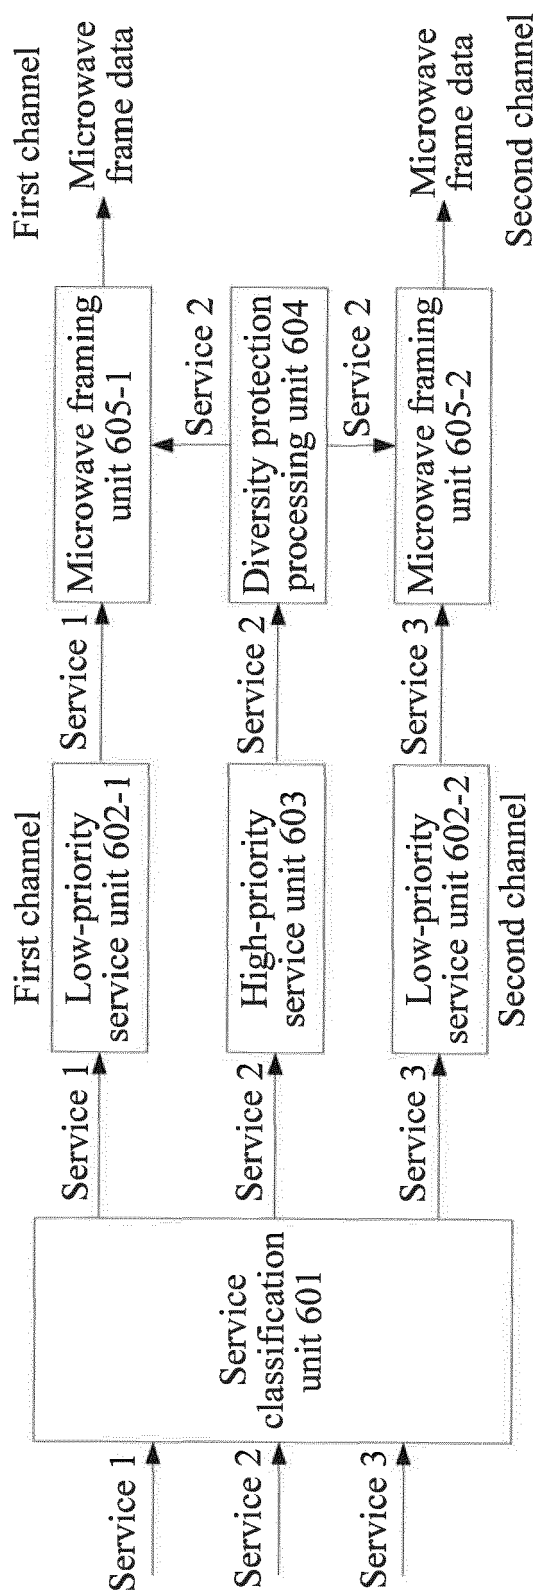 Service 1
Service 2
Service 3
Service
classification
unit 601
Service 1
Service 2
Service 3
First channel
Low-priority
service unit 602-1
High-priority
service unit 603
Low-priority
service unit 602-2
Second channel
Service 1
Service 2
Service 3
Microwave framing
unit 605-1
Service 2
Diversity protection
processing unit 604
Service 2
Microwave framing
unit 605-2
First channel
Microwave
frame data
Microwave
frame data
Second channel